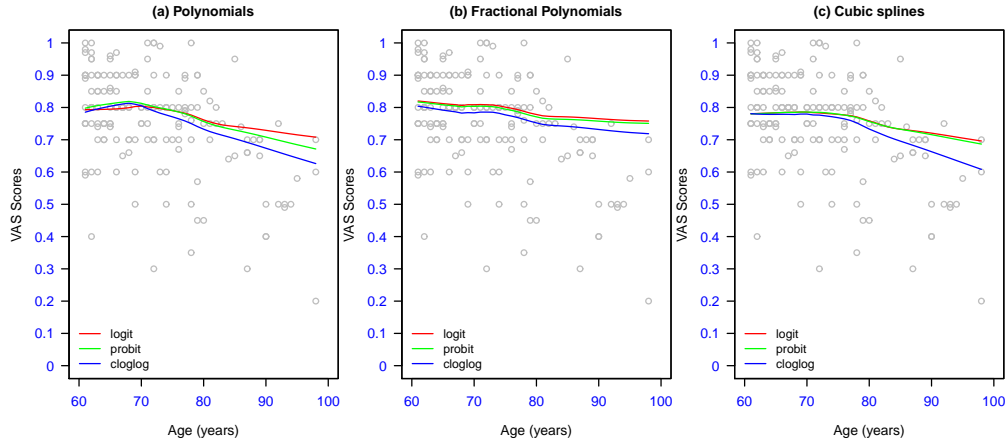 (a) Polynomials
VAS Scores
1
0.9
0.8
0.7
0.6
0.5
0.4
0.3
0.2
0.1
0
logit
probit
cloglog
60 70 80 90 100
Age (years)
(b) Fractional Polynomials
VAS Scores
1
0.9
0.8
0.7
0.6
0.5
0.4
0.3
0.2
0.1
0
logit
probit
cloglog
60 70 80 90 100
Age (years)
(c) Cubic splines
VAS Scores
1
0.9
0.8
0.7
0.6
0.5
0.4
0.3
0.2
0.1
0
logit
probit
cloglog
60 70 80 90 100
Age (years)